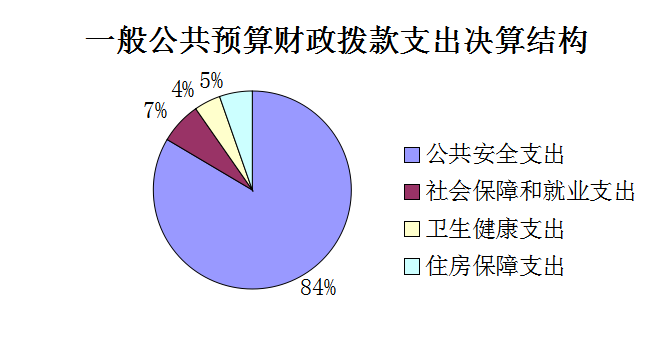 一般公共预算财政拨款支出决算结构
5%
4%
7%
84%
公共安全支出
社会保障和就业支出
卫生健康支出
住房保障支出